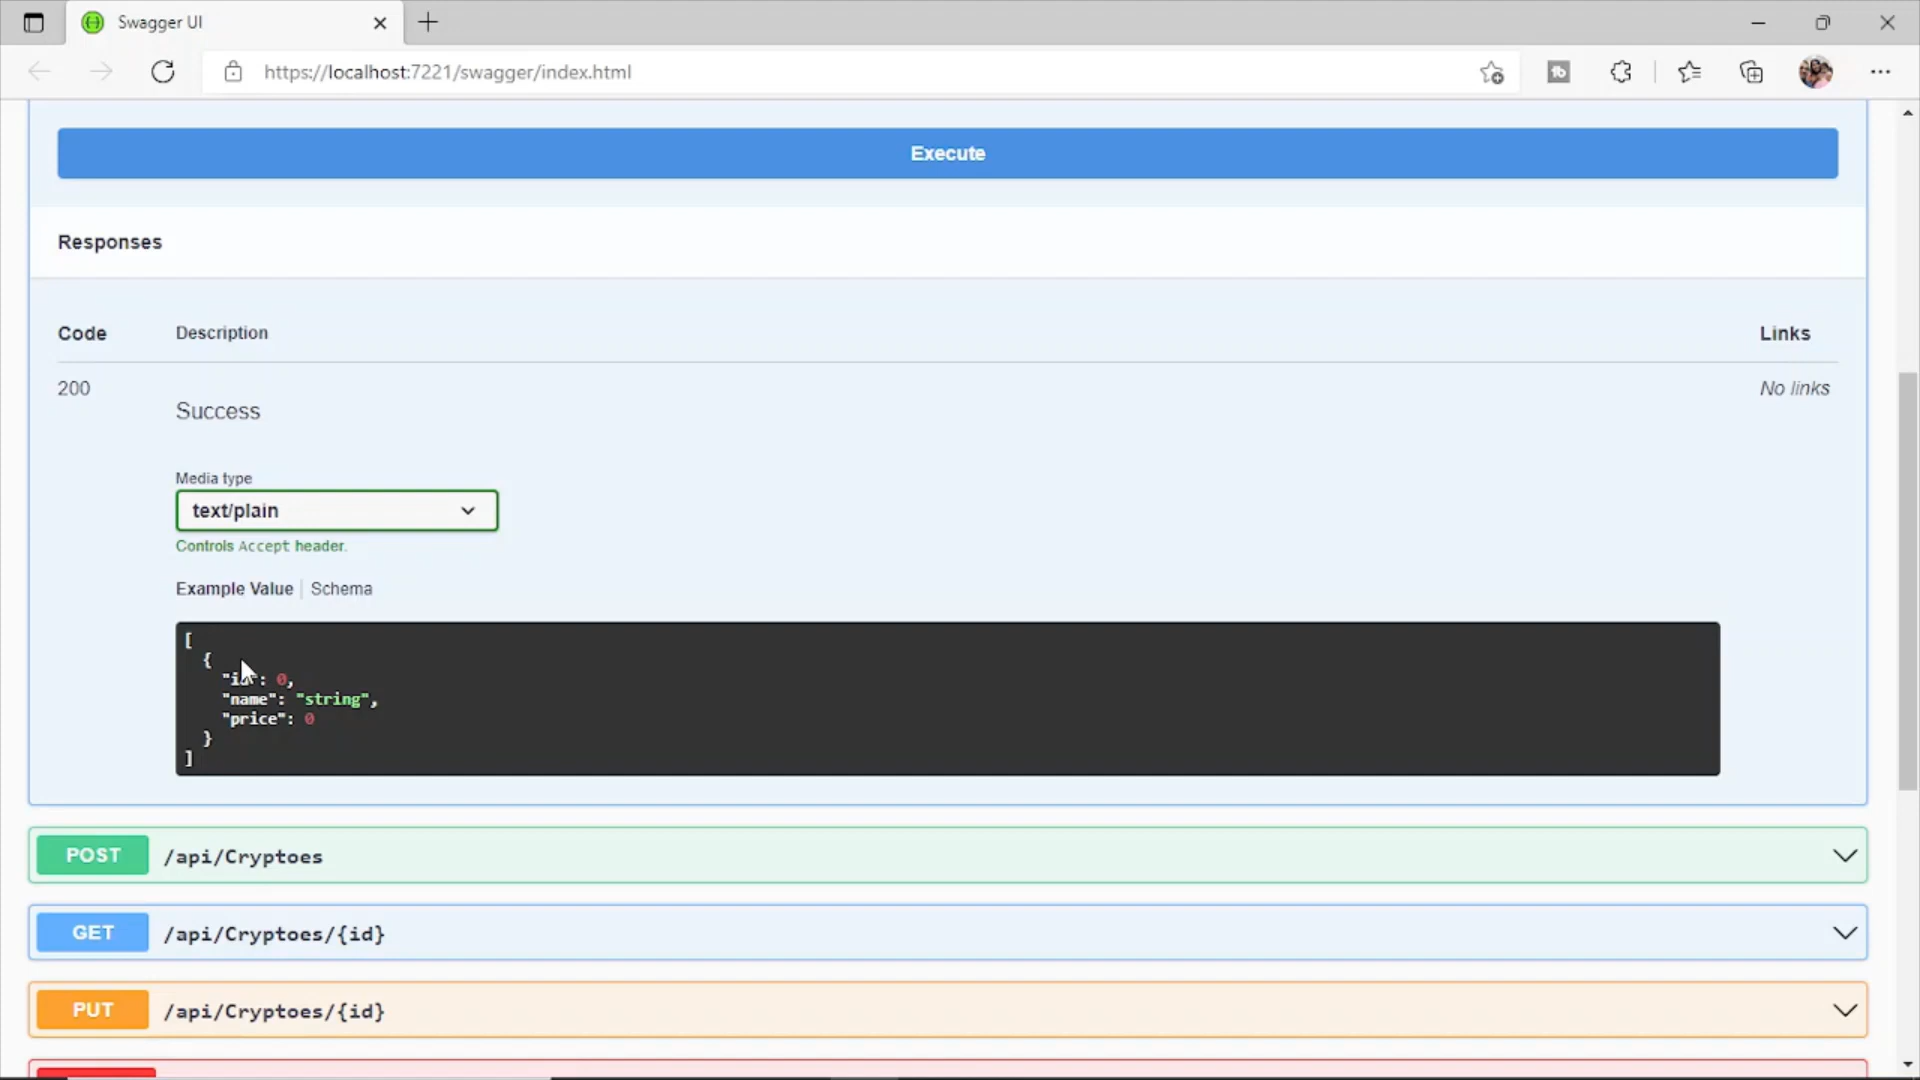 Swagger UI
https://localhost:7221/swagger/index.html
Execute
Responses
Code Description Links
200 Success No links
Media type
text/plain
Controls Accept header.
Example Value | Schema
[
{
"id": 0,
"name": "string",
"price": 0
}
]
POST /api/Cryptoes
GET /api/Cryptoes/{id}
PUT /api/Cryptoes/{id}